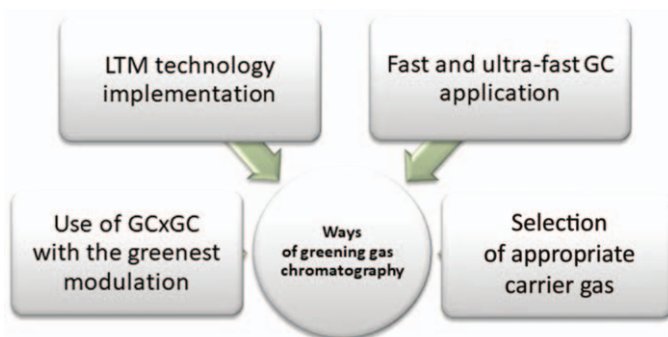 LTM technology
implementation
Fast and ultra-fast GC
application
Use of GCxGC
with the greenest
modulation
Ways
of greening gas
chromatography
Selection
of appropriate
carrier gas